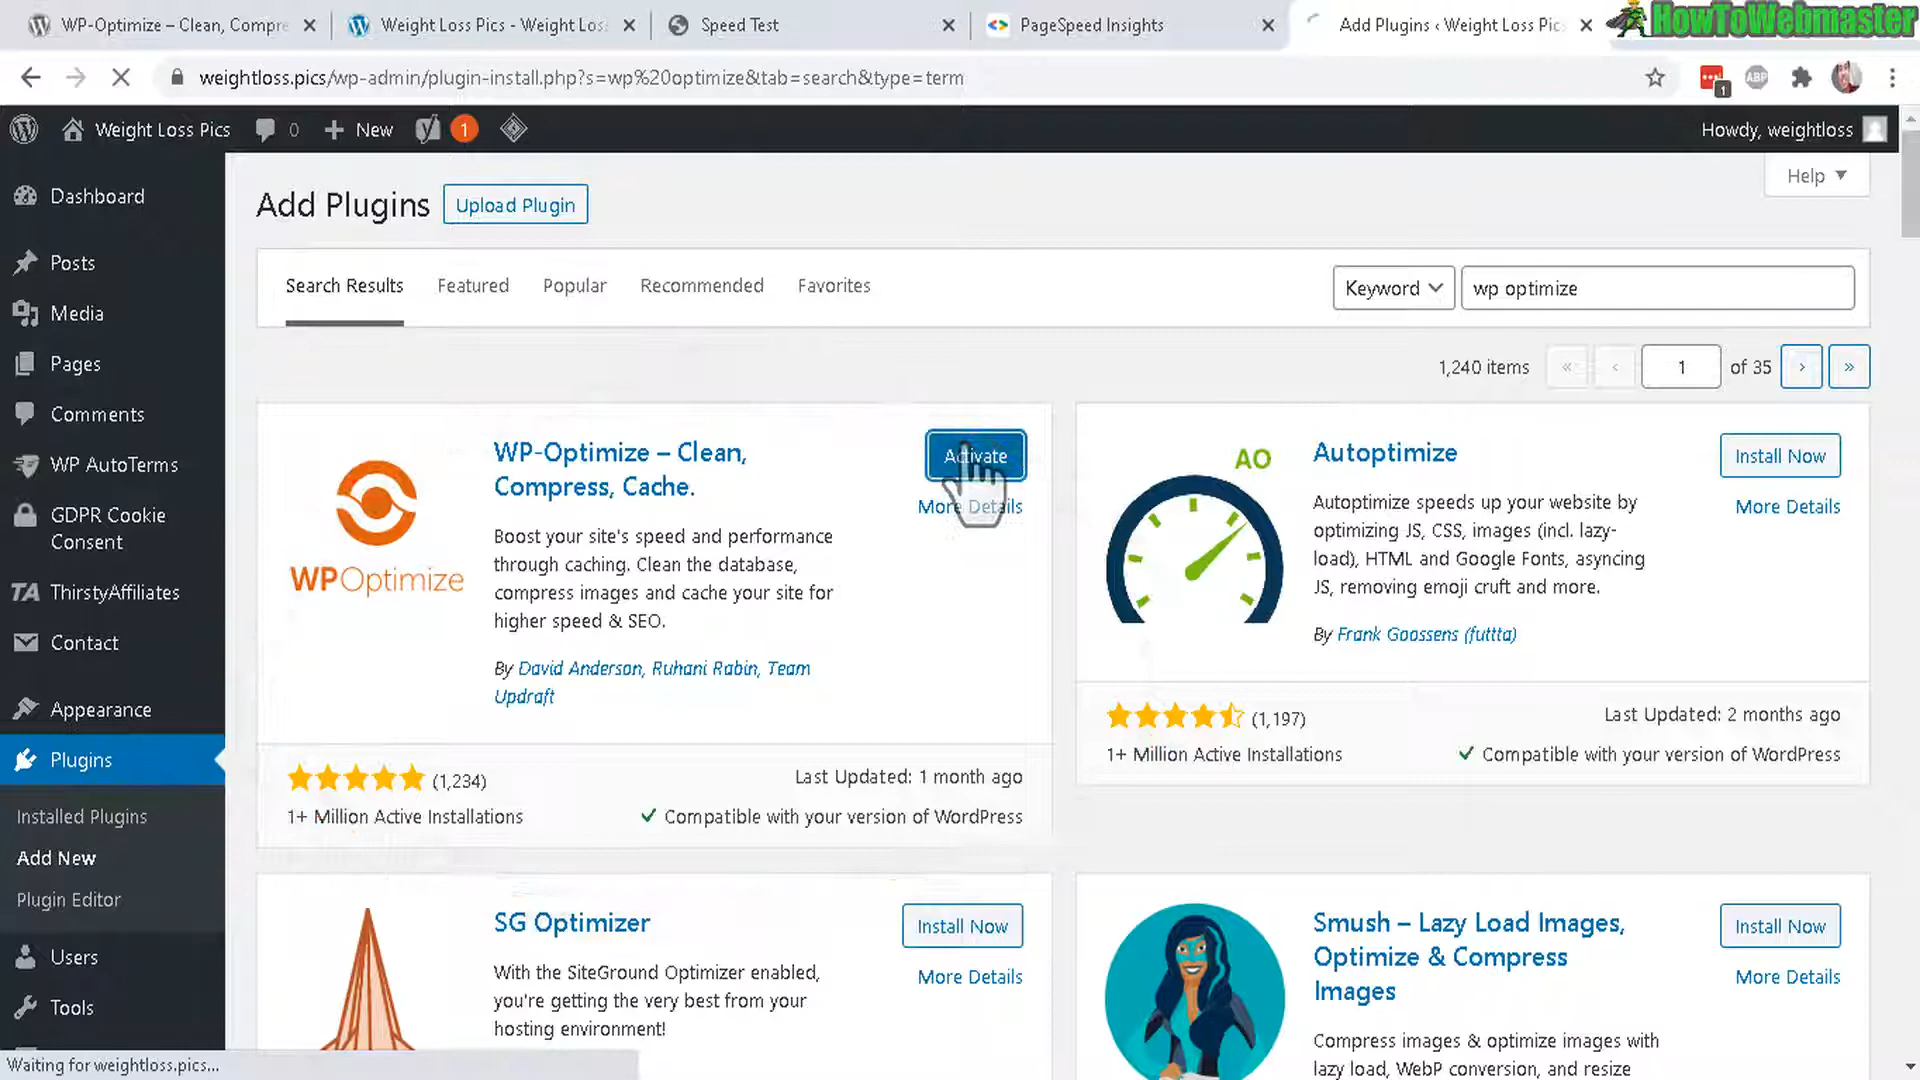 WP-Optimize – Clean, Compre
Weight Loss Pics - Weight Los
Speed Test
PageSpeed Insights
Add Plugins ‹ Weight Loss Pic
HowToWebmaster
weightloss.pics/wp-admin/plugin-install.php?s=wp%20optimize&tab=search&type=term
1
ABP
Weight Loss Pics
0
New
1
Howdy, weightloss
Help
Dashboard
Posts
Media
Pages
Comments
WP AutoTerms
GDPR Cookie
Consent
TA ThirstyAffiliates
Contact
Appearance
Plugins
Installed Plugins
Add New
Plugin Editor
Users
Tools
Add Plugins
Upload Plugin
Search Results
Featured
Popular
Recommended
Favorites
Keyword
wp optimize
1,240 items
«
‹
1
of 35
›
»
WPOptimize
WP-Optimize – Clean,
Compress, Cache.
Activate
More Details
Boost your site's speed and performance
through caching. Clean the database,
compress images and cache your site for
higher speed & SEO.
By David Anderson, Ruhani Rabin, Team
Updraft
(1,234)
Last Updated: 1 month ago
1+ Million Active Installations
Compatible with your version of WordPress
AO
Autoptimize
Install Now
More Details
Autoptimize speeds up your website by
optimizing JS, CSS, images (incl. lazy-
load), HTML and Google Fonts, asyncing
JS, removing emoji cruft and more.
By Frank Goossens (futtta)
(1,197)
Last Updated: 2 months ago
1+ Million Active Installations
Compatible with your version of WordPress
SG Optimizer
Install Now
More Details
With the SiteGround Optimizer enabled,
you're getting the very best from your
hosting environment!
Smush – Lazy Load Images,
Optimize & Compress
Images
Install Now
More Details
Compress images & optimize images with
lazy load, WebP conversion, and resize
Waiting for weightloss.pics...